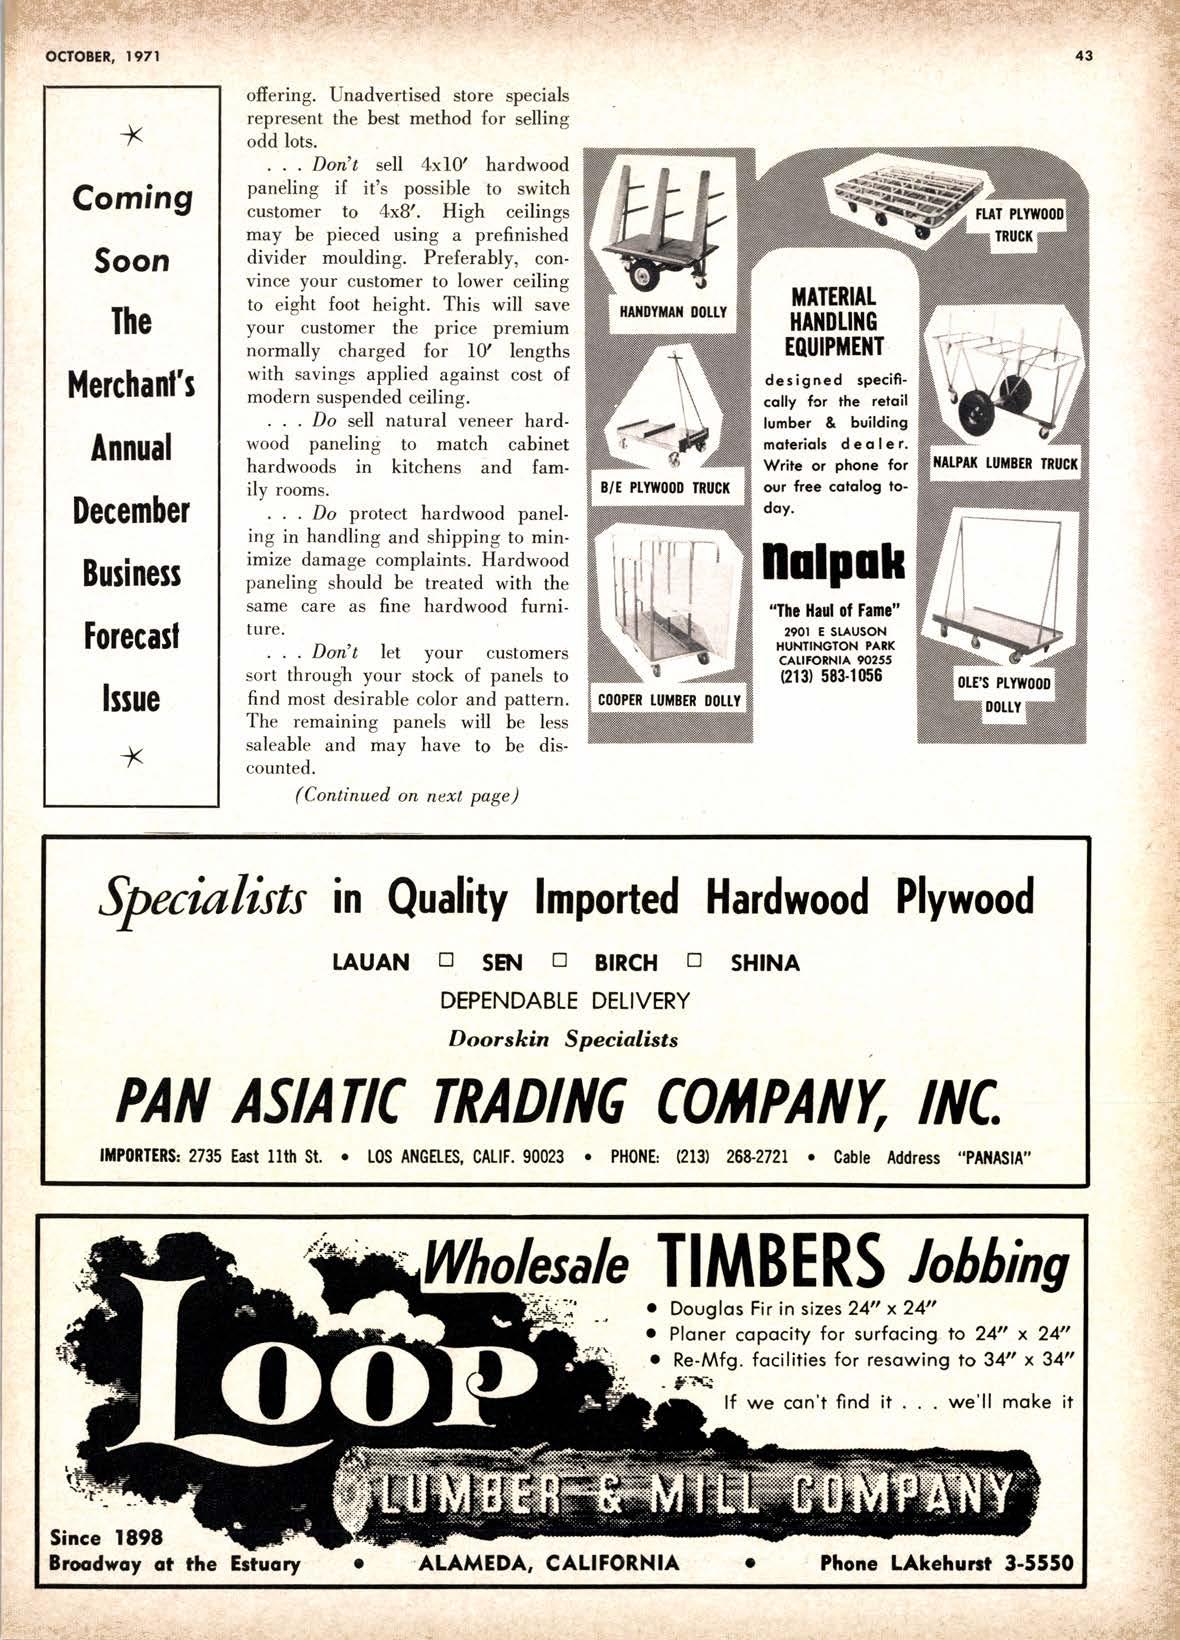 OCTOBER, 1971
43
Coming
Soon
The
Merchant's
Annual
December
Business
Forecast
Issue
offering. Unadvertised store specials
represent the best method for selling
odd lots.
. . . Don't sell 4x10′ hardwood
paneling if it's possible to switch
customer to 4x8′. High ceilings
may be pieced using a prefinished
divider moulding. Preferably, con-
vince your customer to lower ceiling
to eight foot height. This will save
your customer the price premium
normally charged for 10′ lengths
with savings applied against cost of
modern suspended ceiling.
. . . Do sell natural veneer hard-
wood paneling to match cabinet
hardwoods in kitchens and fam-
ily rooms.
. . . Do protect hardwood panel-
ing in handling and shipping to min-
imize damage complaints. Hardwood
paneling should be treated with the
same care as fine hardwood furni-
ture.
. . . Don't let your customers
sort through your stock of panels to
find most desirable color and pattern.
The remaining panels will be less
saleable and may have to be dis-
counted.
(Continued on next page)
HANDYMAN DOLLY
B/E PLYWOOD TRUCK
COOPER LUMBER DOLLY
MATERIAL
HANDLING
EQUIPMENT
designed specifi-
cally for the retail
lumber & building
materials dealer.
Write or phone for
our free catalog to-
day.
nalpak
"The Haul of Fame"
2901 E SLAUSON
HUNTINGTON PARK
CALIFORNIA 90255
(213) 583-1056
FLAT PLYWOOD
TRUCK
NALPAK LUMBER TRUCK
OLE'S PLYWOOD
DOLLY
Specialists in Quality Imported Hardwood Plywood
LAUAN □ SEN □ BIRCH □ SHINA
DEPENDABLE DELIVERY
Doorskin Specialists
PAN ASIATIC TRADING COMPANY, INC.
IMPORTERS: 2735 East 11th St. • LOS ANGELES, CALIF. 90023 • PHONE: (213) 268-2721 • Cable Address "PANASIA"
Wholesale TIMBERS Jobbing
• Douglas Fir in sizes 24″ x 24″
• Planer capacity for surfacing to 24″ x 24″
• Re-Mfg. facilities for resawing to 34″ x 34″
If we can't find it . . . we'll make it
LOOP
LUMBER & MILL COMPANY
Since 1898
Broadway at the Estuary • ALAMEDA, CALIFORNIA • Phone LAkehurst 3-5550